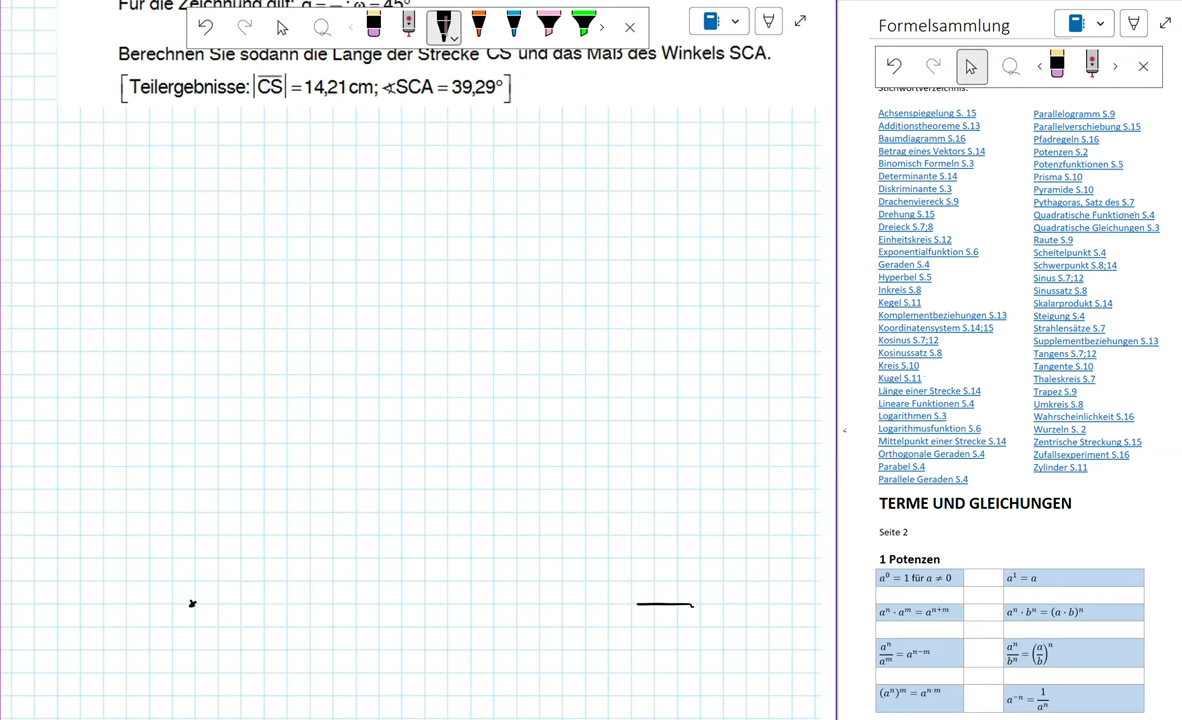 Für die Zeichnung gilt: ω = 45°
Berechnen Sie sodann die Länge der Strecke CS und das Maß des Winkels SCA.
[Teilergebnisse: |CS| = 14,21 cm; ∢SCA = 39,29°]
Formelsammlung
Stichwortverzeichnis:
Achsenspiegelung S. 15
Additionstheoreme S.13
Baumdiagramm S.16
Betrag eines Vektors S.14
Binomisch Formeln S.3
Determinante S.14
Diskriminante S.3
Drachenviereck S.9
Drehung S.15
Dreieck S.7;8
Einheitskreis S.12
Exponentialfunktion S.6
Geraden S.4
Hyperbel S.5
Inkreis S.8
Kegel S.11
Komplementbeziehungen S.13
Koordinatensystem S.14;15
Kosinus S.7;12
Kosinussatz S.8
Kreis S.10
Kugel S.11
Länge einer Strecke S.14
Lineare Funktionen S.4
Logarithmen S.3
Logarithmusfunktion S.6
Mittelpunkt einer Strecke S.14
Orthogonale Geraden S.4
Parabel S.4
Parallele Geraden S.4
Parallelogramm S.9
Parallelverschiebung S.15
Pfadregeln S.16
Potenzen S.2
Potenzfunktionen S.5
Prisma S.10
Pyramide S.10
Pythagoras, Satz des S.7
Quadratische Funktionen S.4
Quadratische Gleichungen S.3
Raute S.9
Scheitelpunkt S.4
Schwerpunkt S.8;14
Sinus S.7;12
Sinussatz S.8
Skalarprodukt S.14
Steigung S.4
Strahlensätze S.7
Supplementbeziehungen S.13
Tangens S.7;12
Tangente S.10
Thaleskreis S.7
Trapez S.9
Umkreis S.8
Wahrscheinlichkeit S.16
Wurzeln S. 2
Zentrische Streckung S.15
Zufallsexperiment S.16
Zylinder S.11
TERME UND GLEICHUNGEN
Seite 2
1 Potenzen
a⁰ = 1 für a ≠ 0 a¹ = a
aⁿ · aᵐ = aⁿ⁺ᵐ aⁿ · bⁿ = (a · b)ⁿ
aⁿ/aᵐ = aⁿ⁻ᵐ aⁿ/bⁿ = (a/b)ⁿ
(aⁿ)ᵐ = aⁿ·ᵐ a⁻ⁿ = 1/aⁿ